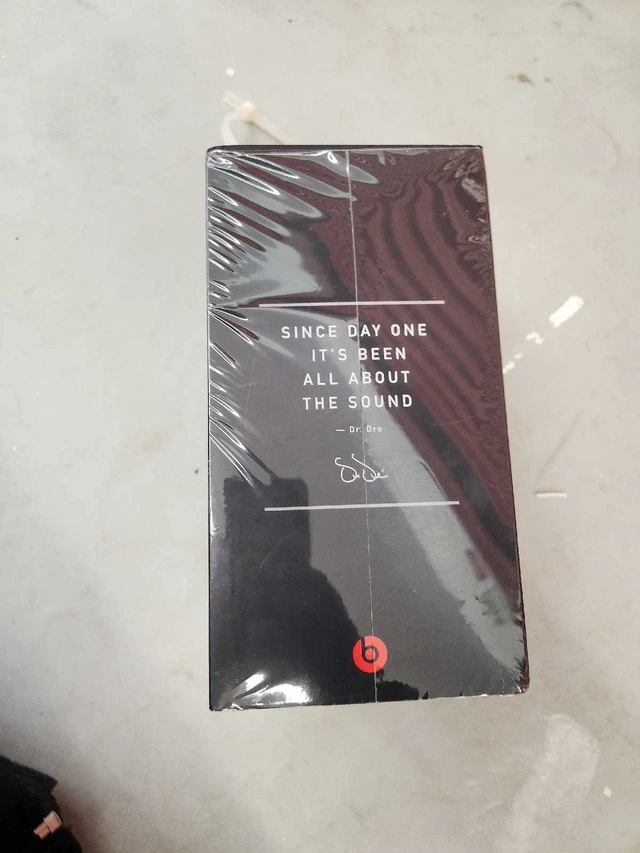 SINCE DAY ONE
IT'S BEEN
ALL ABOUT
THE SOUND
— Dr. Dre
b